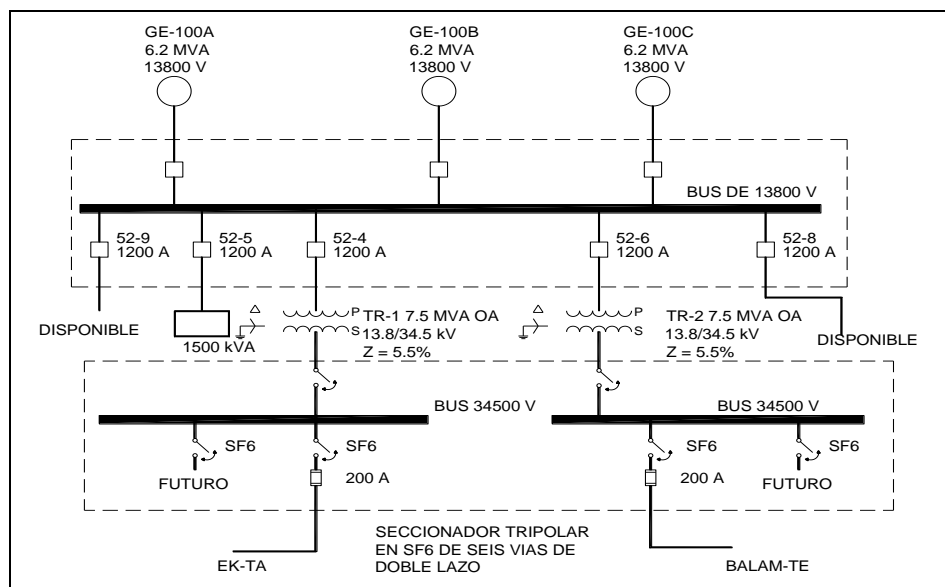 GE-100A
6.2 MVA
13800 V
GE-100B
6.2 MVA
13800 V
GE-100C
6.2 MVA
13800 V
BUS DE 13800 V
52-9
1200 A
52-5
1200 A
52-4
1200 A
52-6
1200 A
52-8
1200 A
DISPONIBLE
1500 kVA
P
S
TR-1 7.5 MVA OA
13.8/34.5 kV
Z = 5.5%
P
S
TR-2 7.5 MVA OA
13.8/34.5 kV
Z = 5.5%
DISPONIBLE
BUS 34500 V
BUS 34500 V
SF6
SF6
SF6
SF6
FUTURO
200 A
200 A
FUTURO
SECCIONADOR TRIPOLAR
EN SF6 DE SEIS VIAS DE
DOBLE LAZO
EK-TA
BALAM-TE